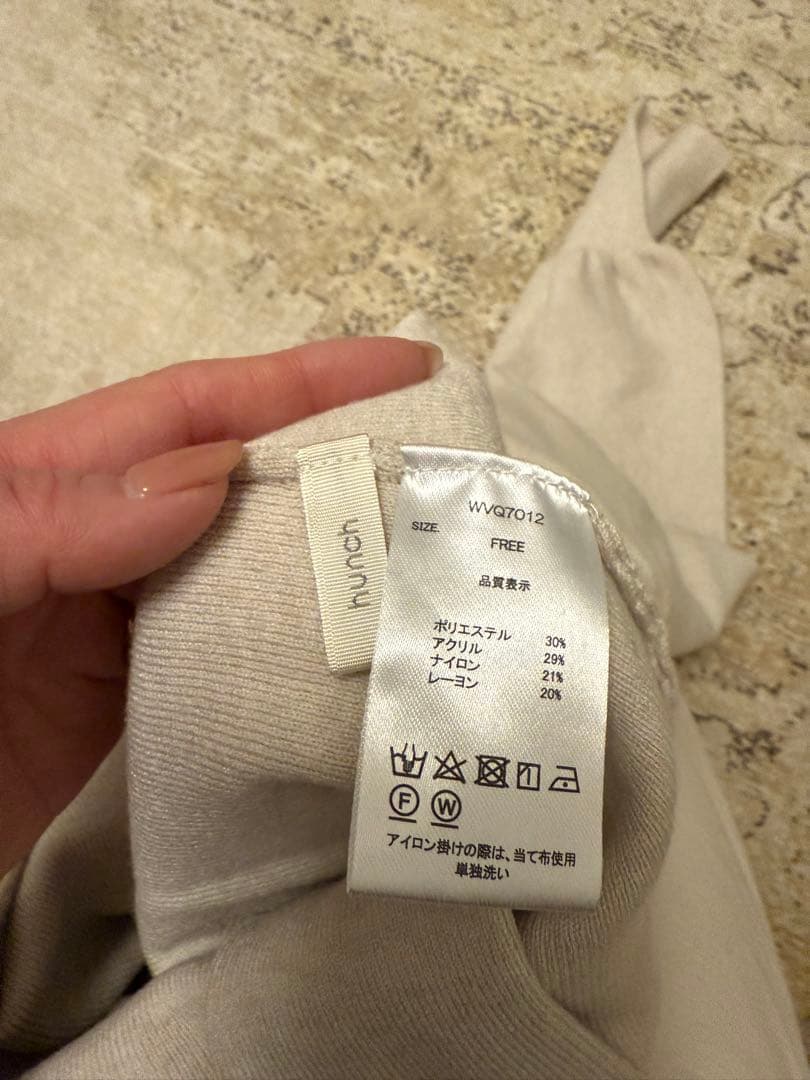 hunch
WVQ7012
SIZE.
FREE
品質表示
ポリエステル 30%
アクリル 29%
ナイロン 21%
レーヨン 20%
F W
アイロン掛けの際は、当て布使用
単独洗い